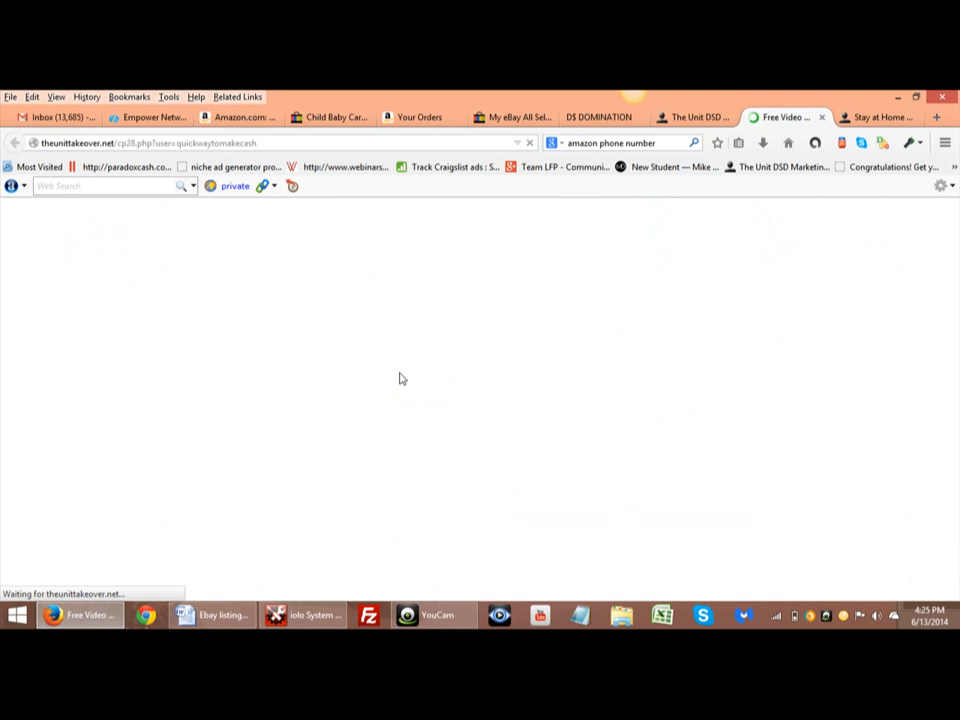 File Edit View History Bookmarks Tools Help Related Links
Inbox (13,685) -... Empower Netw... Amazon.com: ... Child Baby Car... Your Orders My eBay All Sel... DS DOMINATION The Unit DSD ... Free Video ... Stay at Home ...
theunittakeover.net/cp28.php?user=quickwaytomakecash amazon phone number
Most Visited http://paradoxcash.co... niche ad generator pro... http://www.webinars... Track Craigslist ads : S... Team LFP - Communi... New Student — Mike ... The Unit DSD Marketin... Congratulations! Get y... »
Web Search private
Waiting for theunittakeover.net...
Free Video ... Ebay listing... iolo System ... YouCam
4:25 PM
6/13/2014